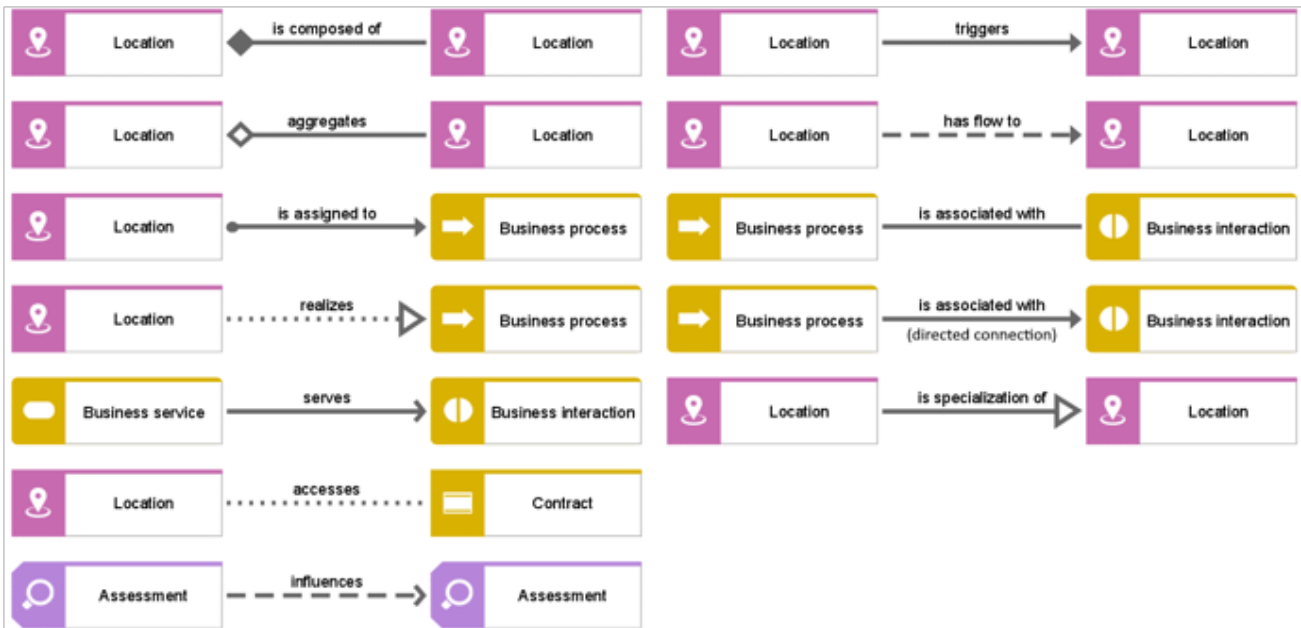 Location is composed of Location
Location aggregates Location
Location is assigned to Business process
Location realizes Business process
Business service serves Business interaction
Location accesses Contract
Assessment influences Assessment
Location triggers Location
Location has flow to Location
Business process is associated with Business interaction
Business process is associated with Business interaction
(directed connection)
Location is specialization of Location